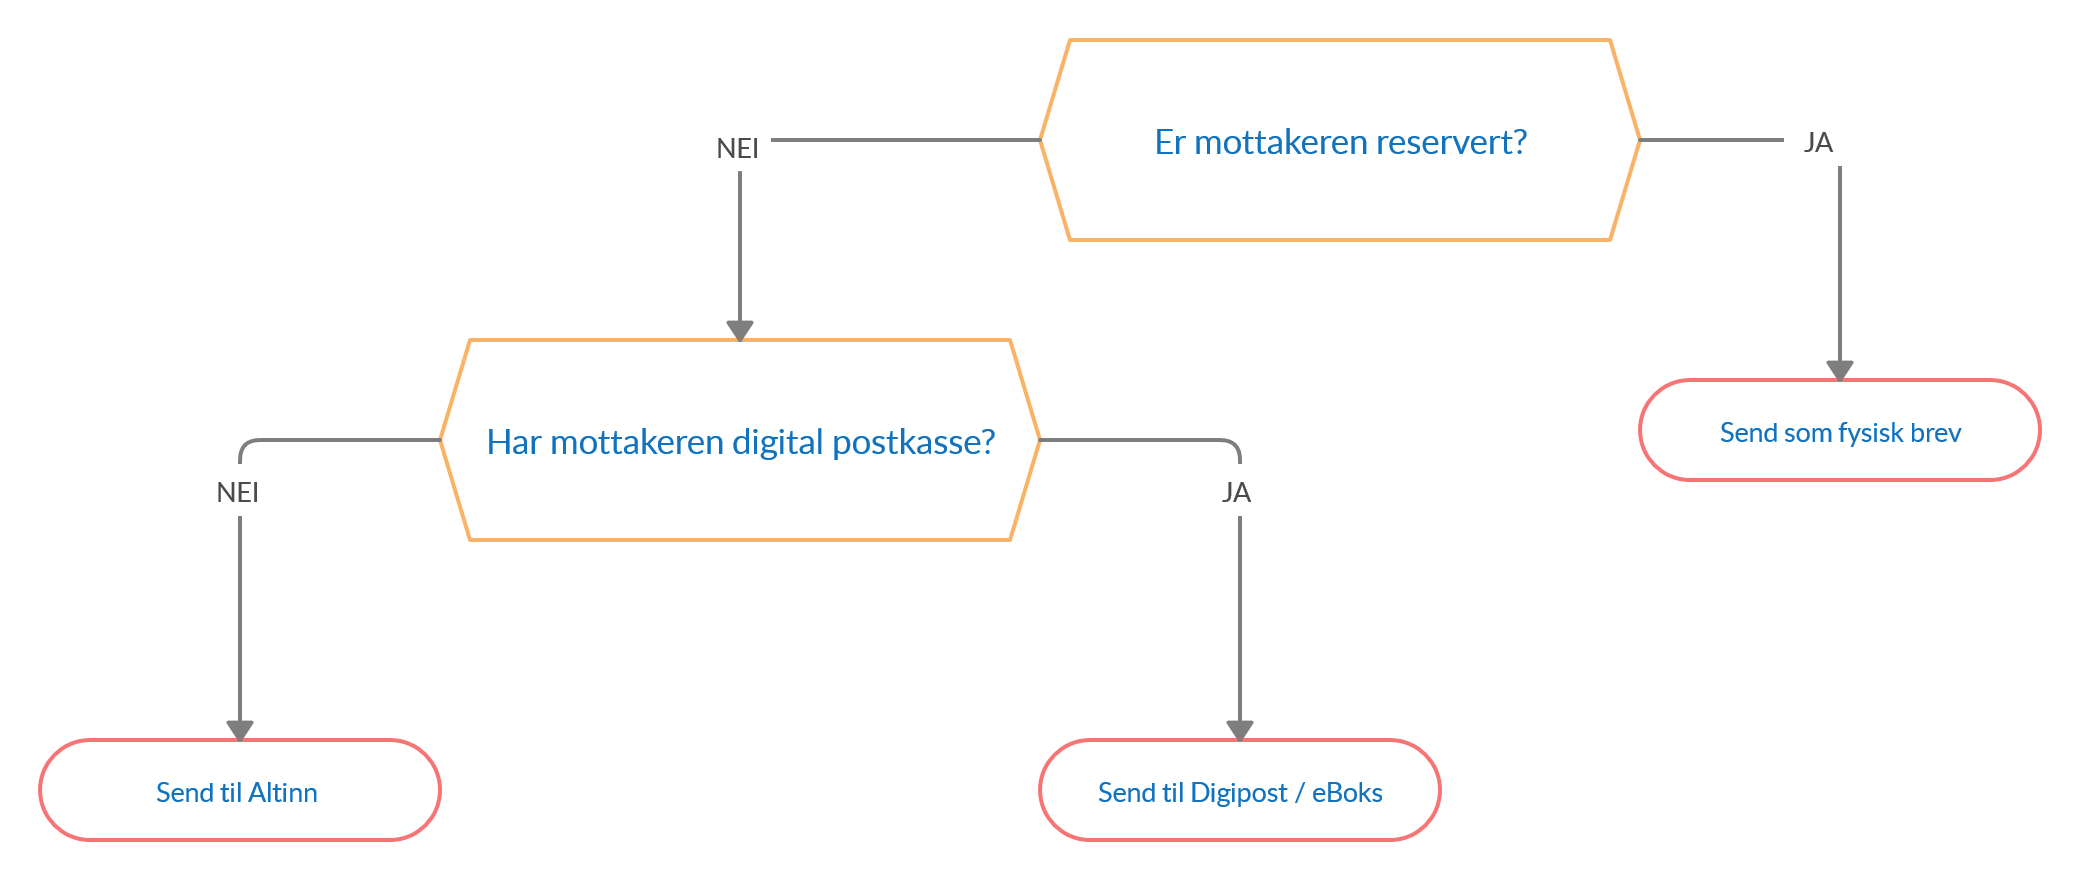 Er mottakeren reservert?
NEI
JA
Har mottakeren digital postkasse?
Send som fysisk brev
NEI
JA
Send til Altinn
Send til Digipost / eBoks